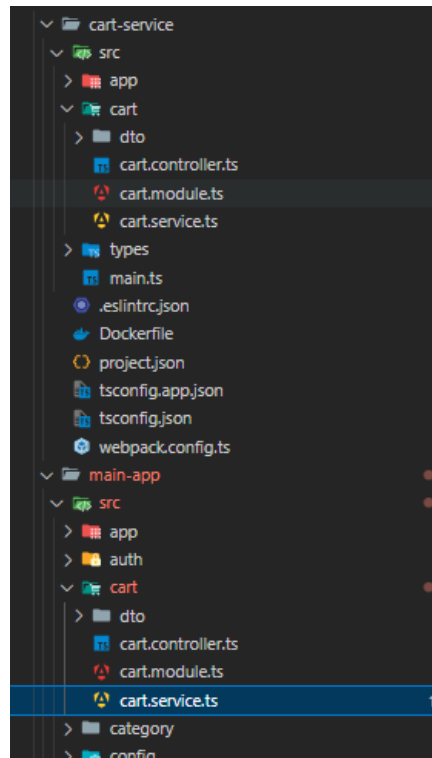 cart-service
src
app
cart
dto
cart.controller.ts
cart.module.ts
cart.service.ts
types
main.ts
.eslintrc.json
Dockerfile
project.json
tsconfig.app.json
tsconfig.json
webpack.config.ts
main-app
src
app
auth
cart
dto
cart.controller.ts
cart.module.ts
cart.service.ts
category
config